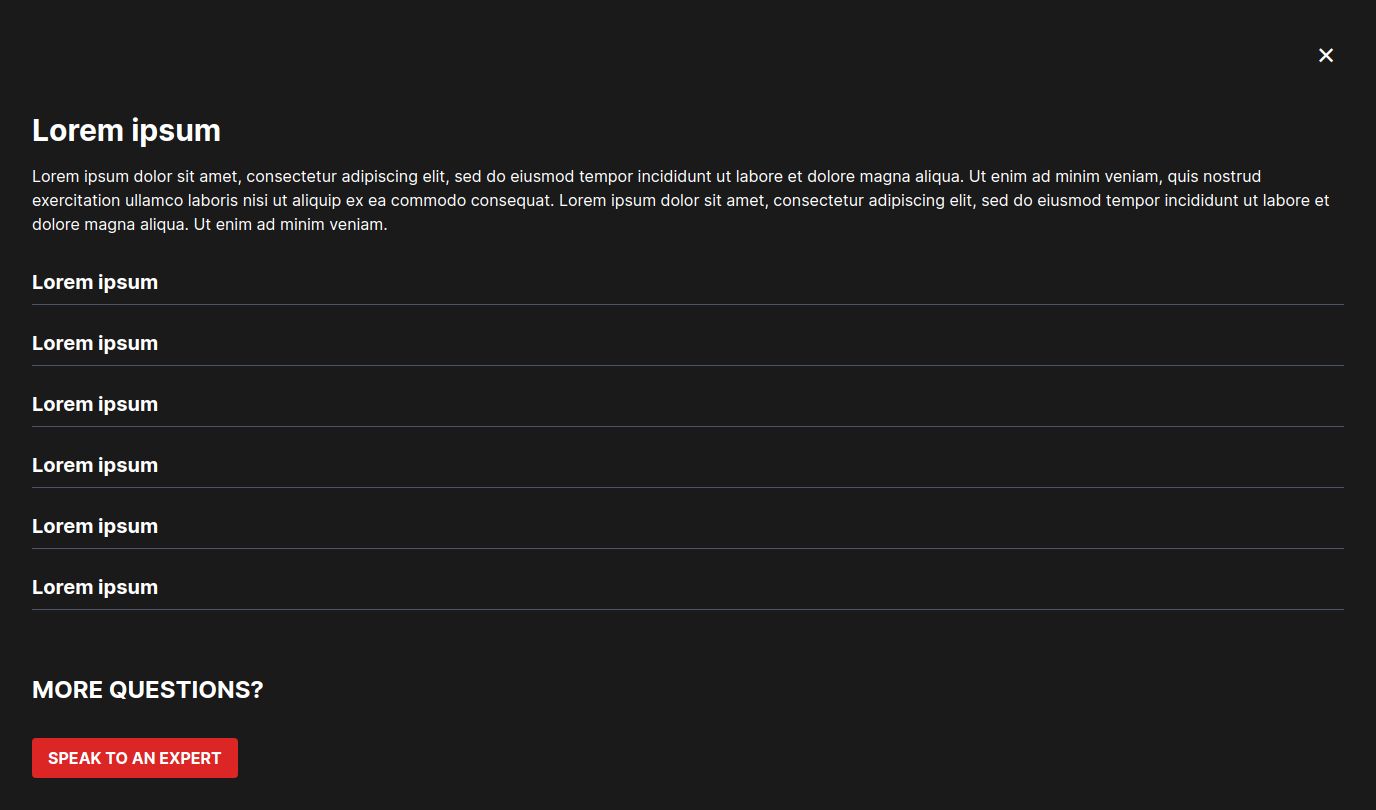 Lorem ipsum
Lorem ipsum dolor sit amet, consectetur adipiscing elit, sed do eiusmod tempor incididunt ut labore et dolore magna aliqua. Ut enim ad minim veniam, quis nostrud
exercitation ullamco laboris nisi ut aliquip ex ea commodo consequat. Lorem ipsum dolor sit amet, consectetur adipiscing elit, sed do eiusmod tempor incididunt ut labore et
dolore magna aliqua. Ut enim ad minim veniam.
Lorem ipsum
Lorem ipsum
Lorem ipsum
Lorem ipsum
Lorem ipsum
Lorem ipsum
MORE QUESTIONS?
SPEAK TO AN EXPERT